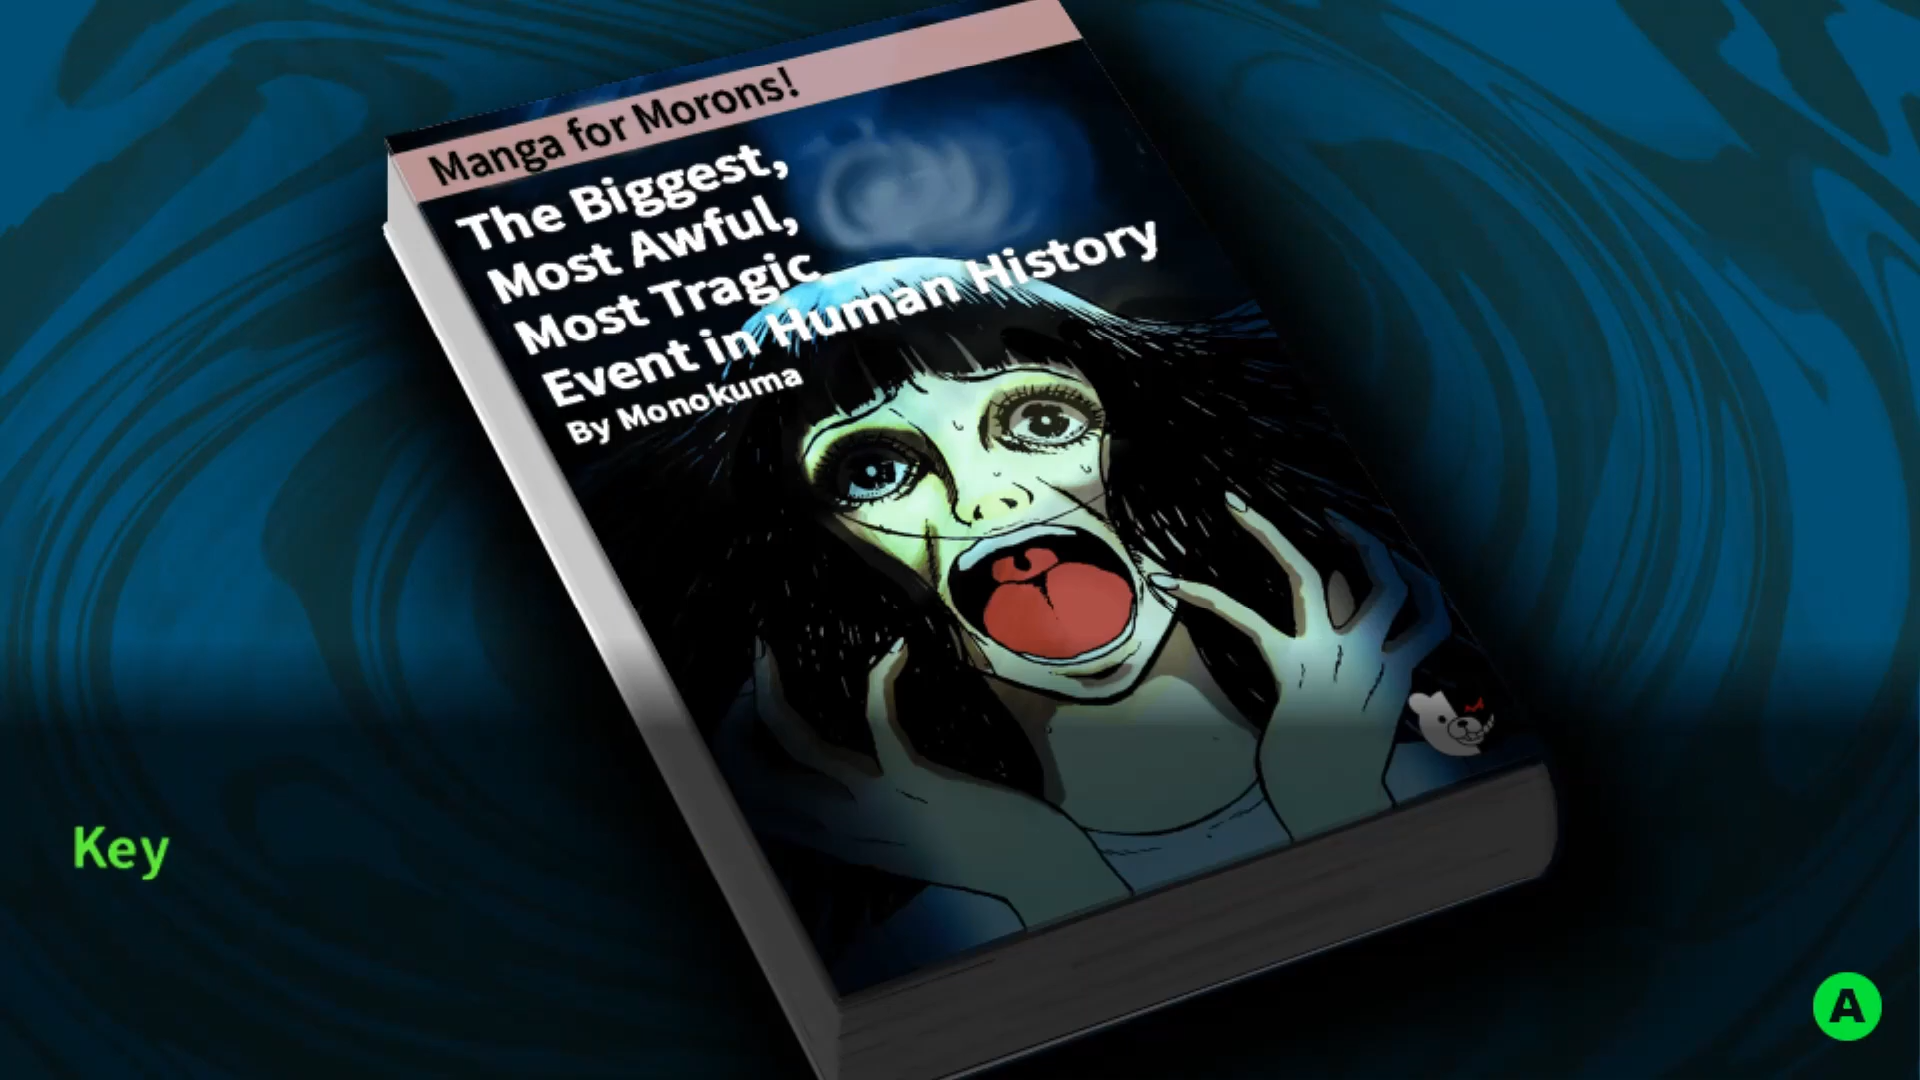 Manga for Morons!
The Biggest,
Most Awful,
Most Tragic
Event in Human History
By Monokuma
Key
A